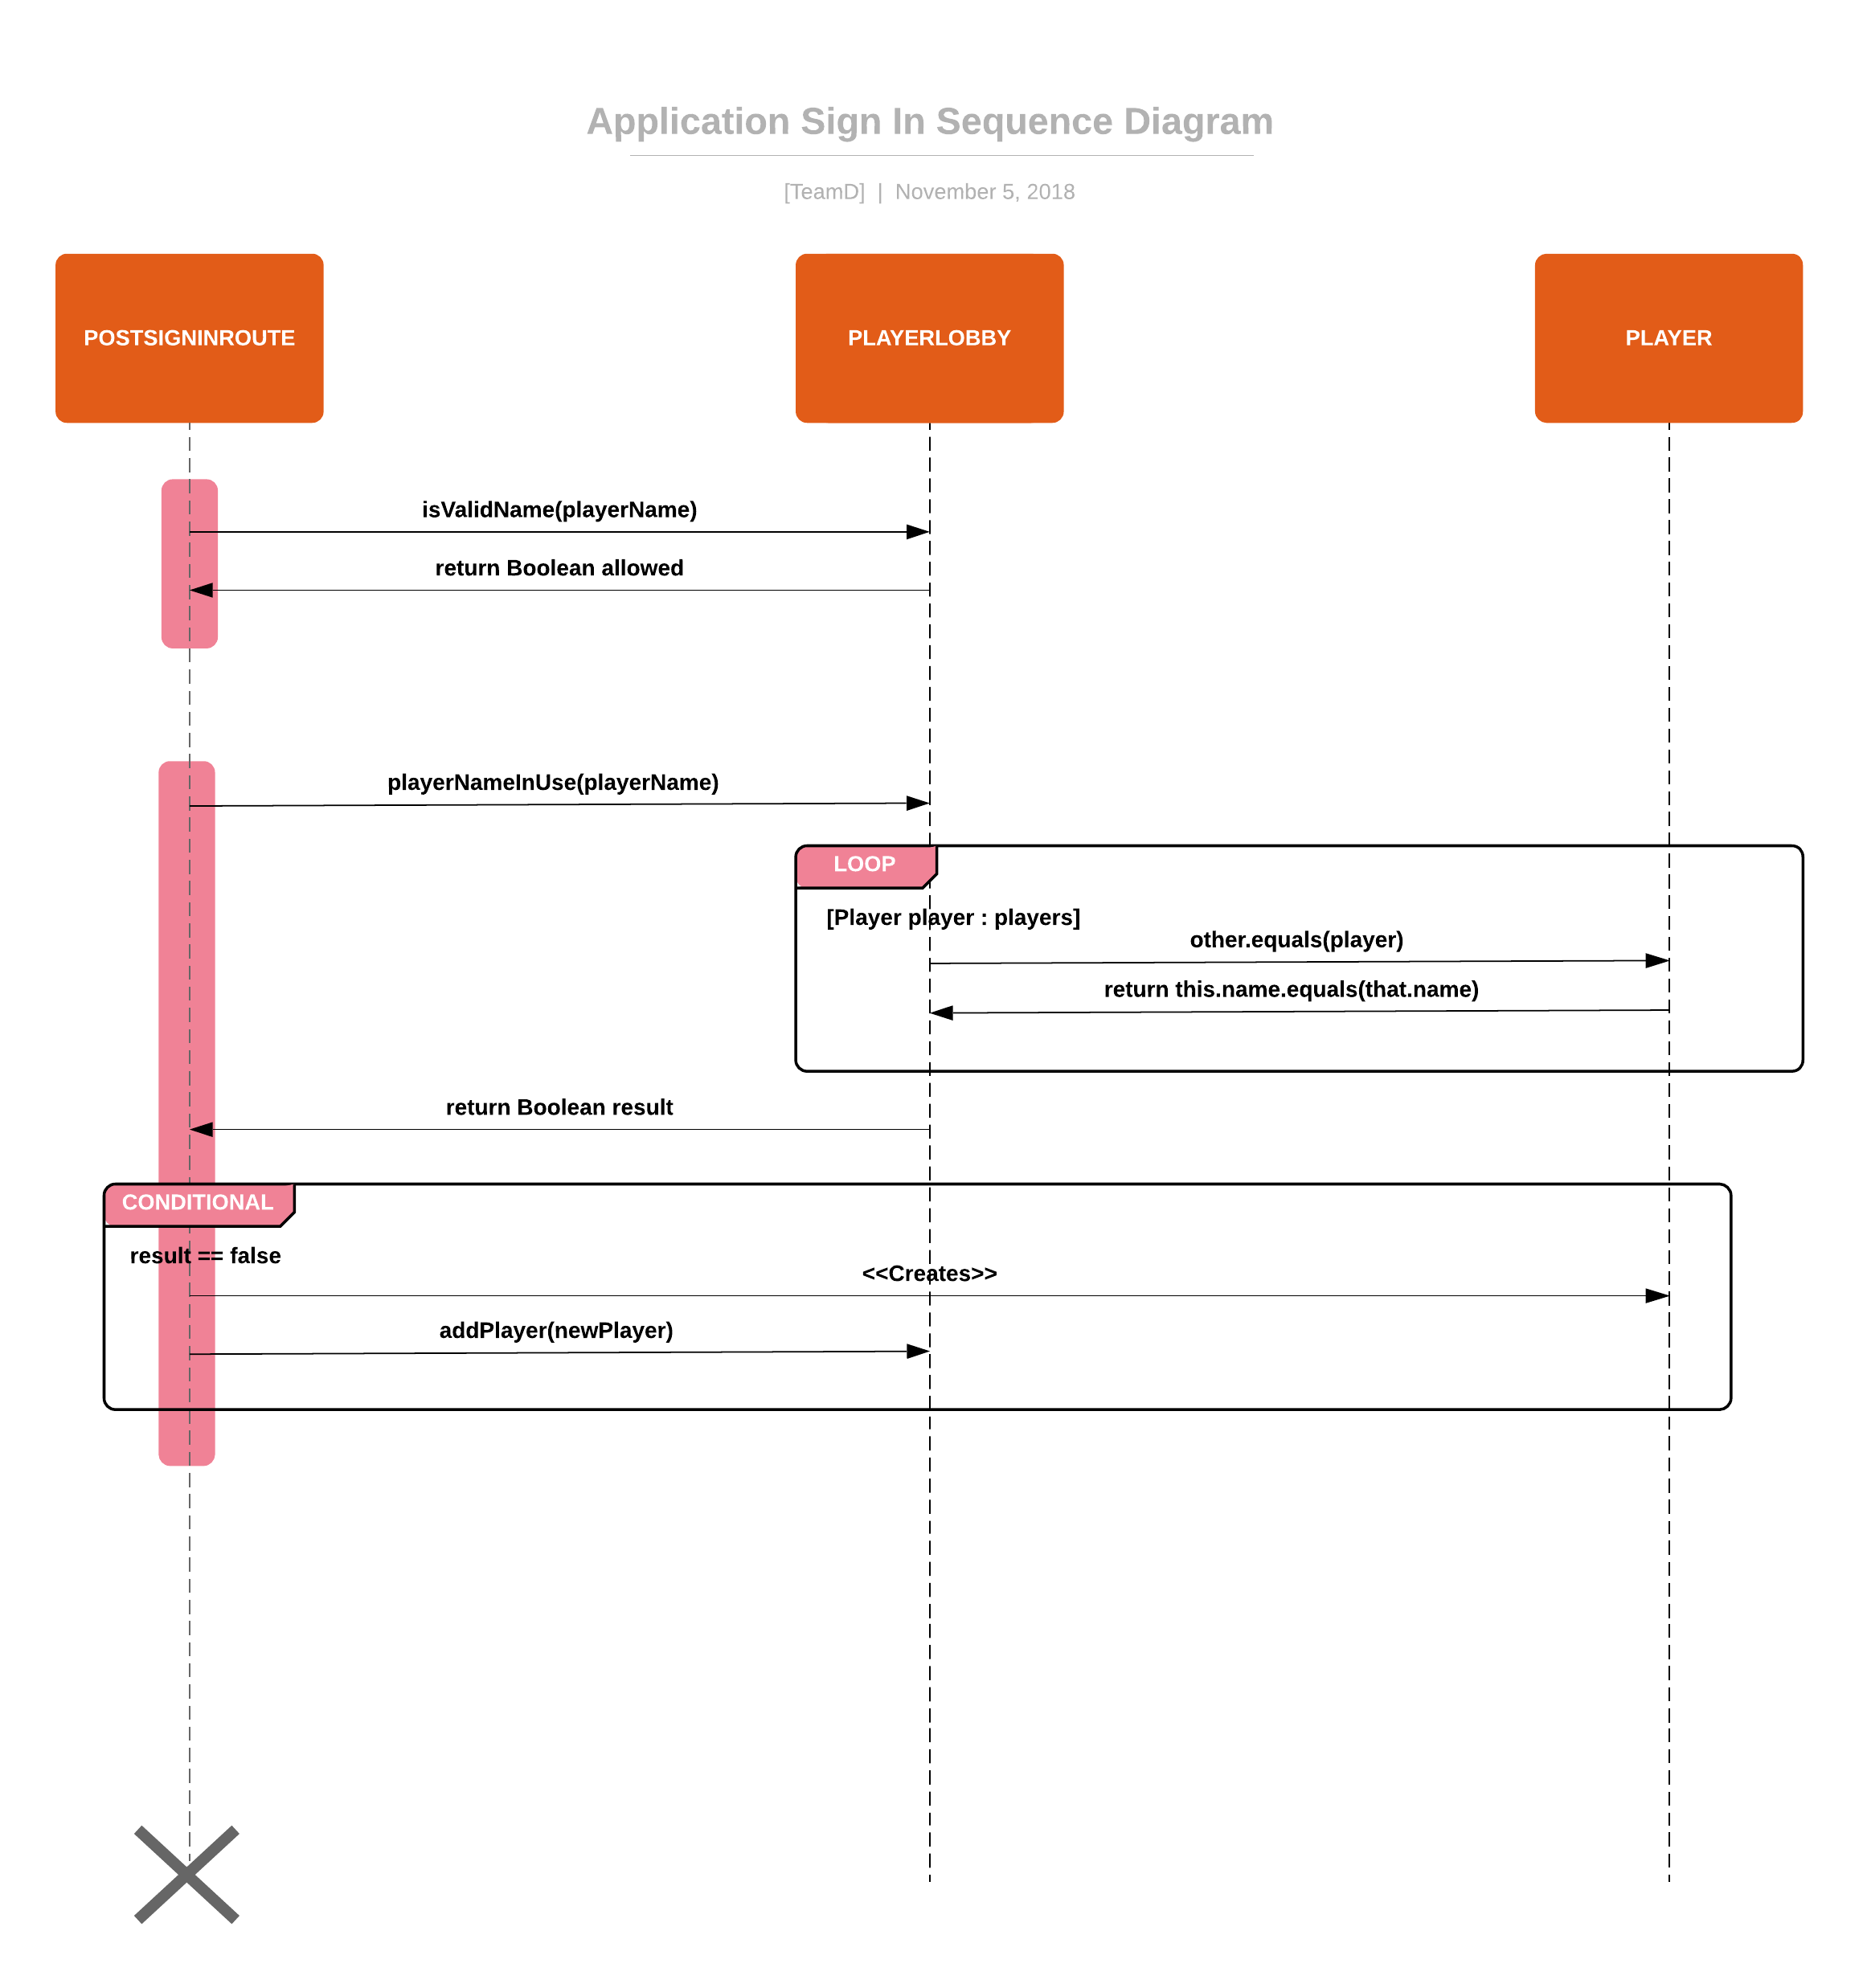 Application Sign In Sequence Diagram
[TeamD] | November 5, 2018
POSTSIGNINROUTE
PLAYERLOBBY
PLAYER
isValidName(playerName)
return Boolean allowed
playerNameInUse(playerName)
LOOP
[Player player : players]
other.equals(player)
return this.name.equals(that.name)
return Boolean result
CONDITIONAL
result == false
<<Creates>>
addPlayer(newPlayer)